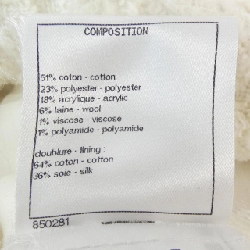 COMPOSITION
51% coton - cotton
23% polyester - polyester
18% acrylique - acrylic
6% laine - wool
1% viscose - viscose
1% polyamide - polyamide
doublure - lining :
64% coton - cotton
36% soie - silk
850281